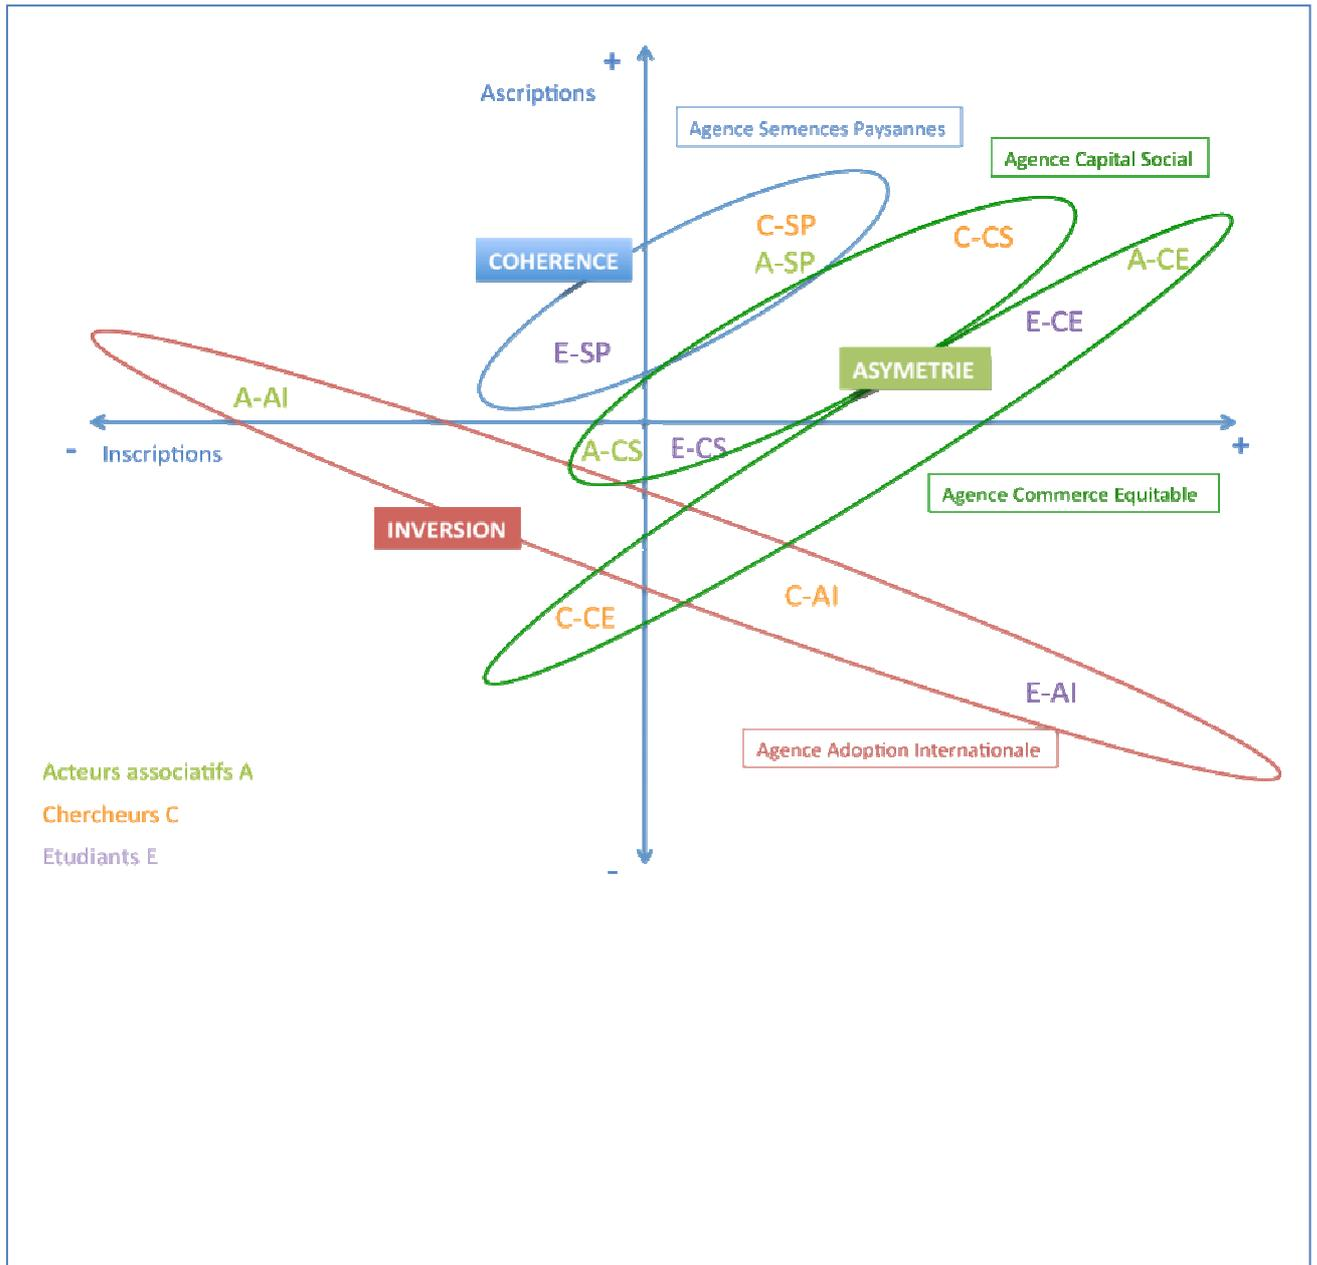 +
Ascriptions
Agence Semences Paysannes
Agence Capital Social
C-SP
C-CS
COHERENCE
A-SP
A-CE
E-CE
E-SP
ASYMETRIE
A-AI
-
Inscriptions
A-CS
E-CS
+
Agence Commerce Equitable
INVERSION
C-AI
C-CE
E-AI
Agence Adoption Internationale
Acteurs associatifs A
Chercheurs C
Etudiants E
-